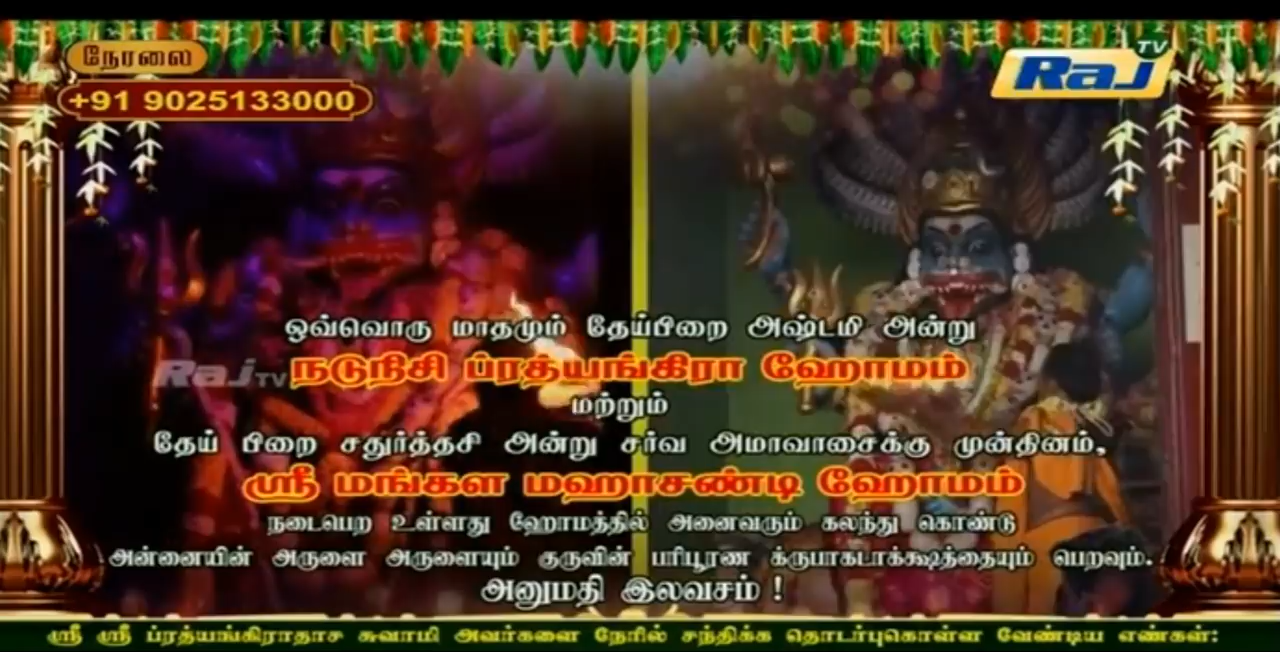 நேரலை
+91 9025133000
Raj TV
ஒவ்வொரு மாதமும் தேய்பிறை அஷ்டமி அன்று
நடுநிசி ப்ரத்யங்கிரா ஹோமம்
Raj TV
மற்றும்
தேய் பிறை சதுர்த்தசி அன்று சர்வ அமாவாசைக்கு முன்தினம்,
ஸ்ரீ மங்கள மஹாசண்டி ஹோமம்
நடைபெற உள்ளது ஹோமத்தில் அனைவரும் கலந்து கொண்டு
அன்னையின் அருளை அருளையும் குருவின் பரிபூரண க்ருபாகடாக்க்ஷத்தையும் பெறவும்.
அனுமதி இலவசம் !
ஸ்ரீ ஸ்ரீ ப்ரத்யங்கிராதாச சுவாமி அவர்களை நேரில் சந்திக்க தொடர்புகொள்ள வேண்டிய எண்கள்: